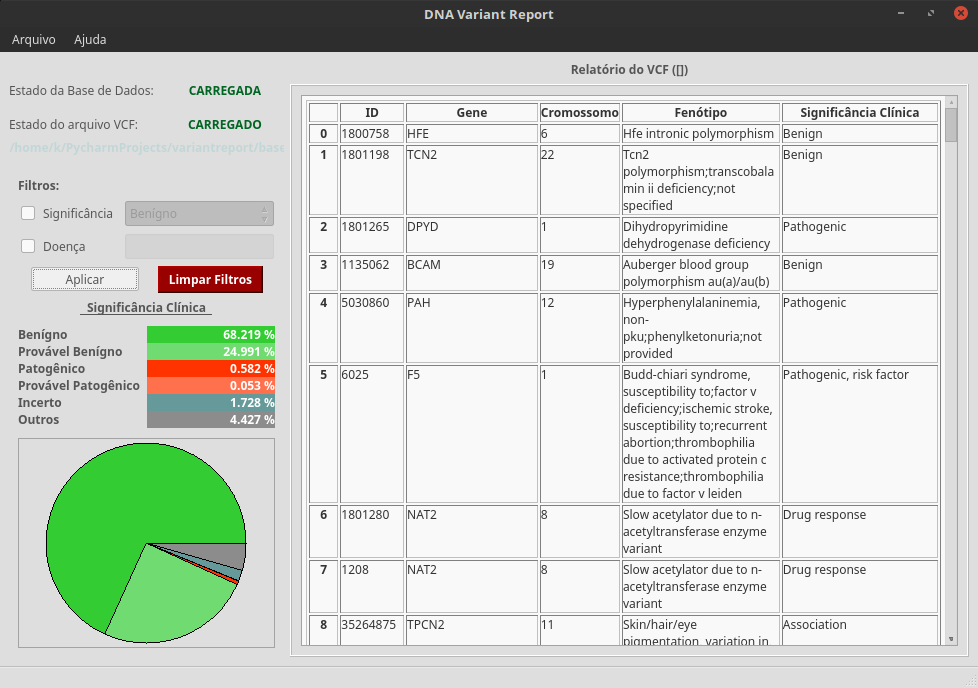 DNA Variant Report
Arquivo Ajuda
Estado da Base de Dados: CARREGADA
Estado do arquivo VCF: CARREGADO
/home/k/PycharmProjects/variantreport/base
Filtros:
Significância Benígno
Doença
Aplicar Limpar Filtros
Significância Clínica
Benígno 68.219 %
Provável Benígno 24.991 %
Patogênico 0.582 %
Provável Patogênico 0.053 %
Incerto 1.728 %
Outros 4.427 %
Relatório do VCF ([])
ID Gene Cromossomo Fenótipo Significância Clínica
0 1800758 HFE 6 Hfe intronic polymorphism Benign
1 1801198 TCN2 22 Tcn2 Benign
polymorphism;transcobala
min ii deficiency;not
specified
2 1801265 DPYD 1 Dihydropyrimidine Pathogenic
dehydrogenase deficiency
3 1135062 BCAM 19 Auberger blood group Benign
polymorphism au(a)/au(b)
4 5030860 PAH 12 Hyperphenylalaninemia, Pathogenic
non-
pku;phenylketonuria;not
provided
5 6025 F5 1 Budd-chiari syndrome, Pathogenic, risk factor
susceptibility to;factor v
deficiency;ischemic stroke,
susceptibility to;recurrent
abortion;thrombophilia
due to activated protein c
resistance;thrombophilia
due to factor v leiden
6 1801280 NAT2 8 Slow acetylator due to n- Drug response
acetyltransferase enzyme
variant
7 1208 NAT2 8 Slow acetylator due to n- Drug response
acetyltransferase enzyme
variant
8 35264875 TPCN2 11 Skin/hair/eye Association
pigmentation, variation in